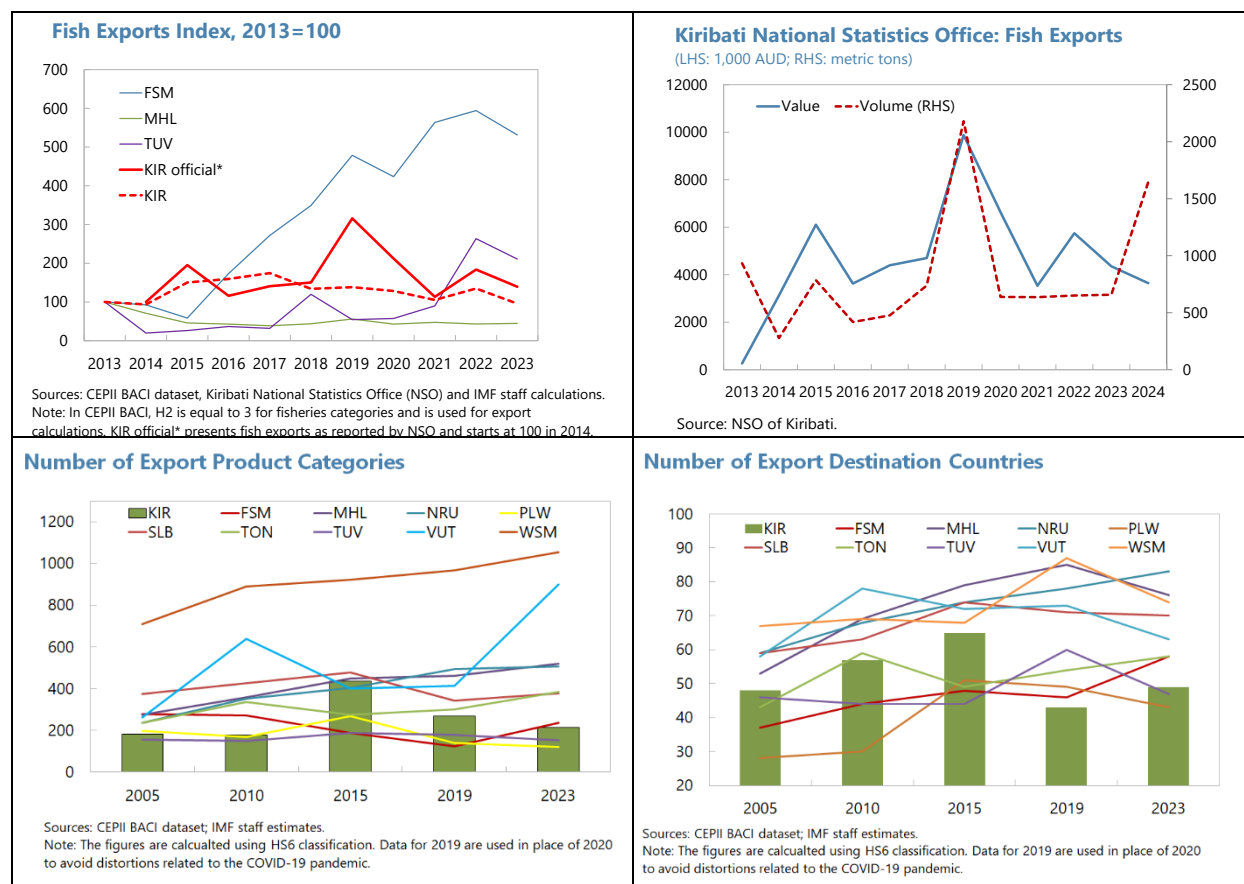 Fish Exports Index, 2013=100
700
600
500
400
300
200
100
0
FSM
MHL
TUV
KIR official*
KIR
2013 2014 2015 2016 2017 2018 2019 2020 2021 2022 2023
Sources: CEPII BACI dataset, Kiribati National Statistics Office (NSO) and IMF staff calculations.
Note: In CEPII BACI, H2 is equal to 3 for fisheries categories and is used for export
calculations. KIR official* presents fish exports as reported by NSO and starts at 100 in 2014.
Kiribati National Statistics Office: Fish Exports
(LHS: 1,000 AUD; RHS: metric tons)
12000
10000
8000
6000
4000
2000
0
Value Volume (RHS)
2500
2000
1500
1000
500
0
2013 2014 2015 2016 2017 2018 2019 2020 2021 2022 2023 2024
Source: NSO of Kiribati.
Number of Export Product Categories
1200
1000
800
600
400
200
0
KIR FSM MHL NRU PLW
SLB TON TUV VUT WSM
2005 2010 2015 2019 2023
Sources: CEPII BACI dataset; IMF staff estimates.
Note: The figures are calcualted using HS6 classification. Data for 2019 are used in place of 2020
to avoid distortions related to the COVID-19 pandemic.
Number of Export Destination Countries
100
90
80
70
60
50
40
30
20
KIR FSM MHL NRU PLW
SLB TON TUV VUT WSM
2005 2010 2015 2019 2023
Sources: CEPII BACI dataset; IMF staff estimates.
Note: The figures are calcualted using HS6 classification. Data for 2019 are used in place of 2020
to avoid distortions related to the COVID-19 pandemic.